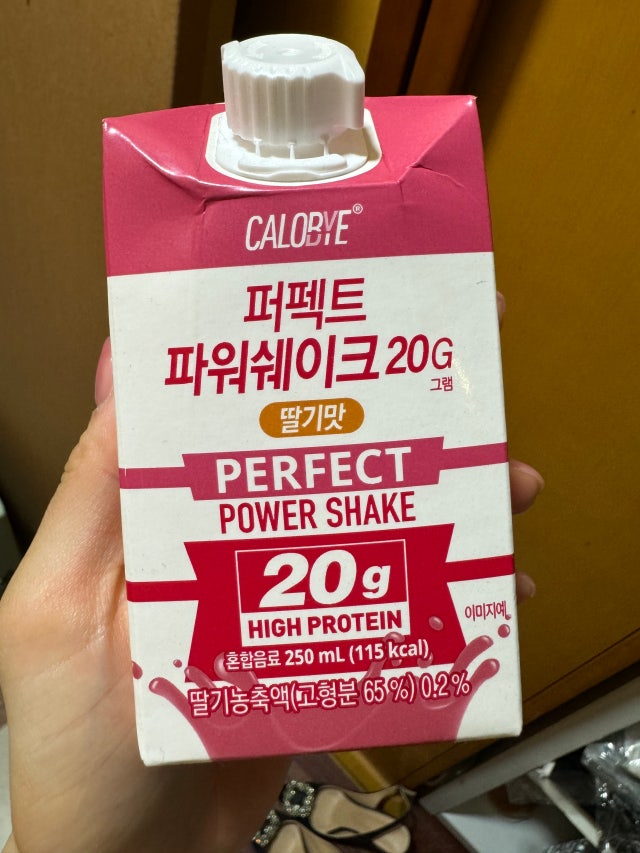 CALOBYE®
퍼펙트
파워쉐이크 20G
그램
딸기맛
PERFECT
POWER SHAKE
20g
HIGH PROTEIN
이미지예
혼합음료 250 mL (115 kcal)
딸기농축액(고형분 65 %) 0.2 %